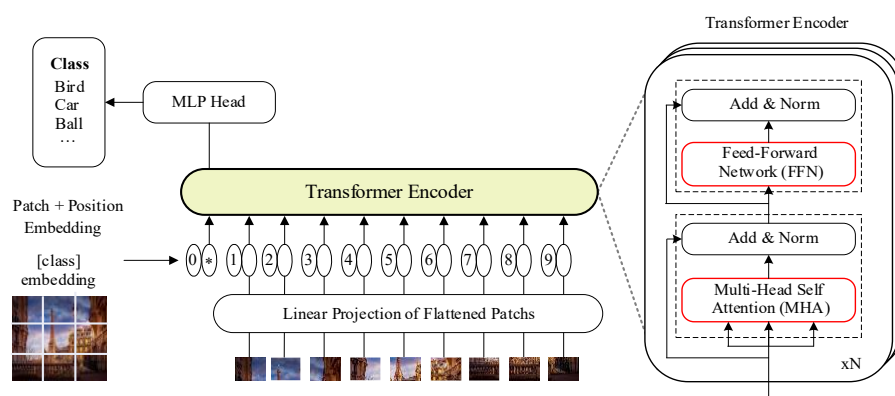 Transformer Encoder
Class
Bird
Car
Ball
...
MLP Head
Transformer Encoder
Patch + Position
Embedding
[class]
embedding
0 * 1 2 3 4 5 6 7 8 9
Linear Projection of Flattened Patchs
Add & Norm
Feed-Forward
Network (FFN)
Add & Norm
Multi-Head Self
Attention (MHA)
xN